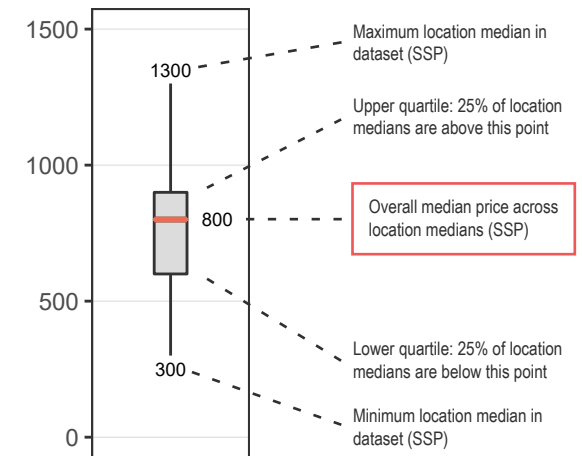 1500
1300
Maximum location median in
dataset (SSP)
Upper quartile: 25% of location
medians are above this point
1000
800
Overall median price across
location medians (SSP)
500
Lower quartile: 25% of location
medians are below this point
300
Minimum location median in
dataset (SSP)
0